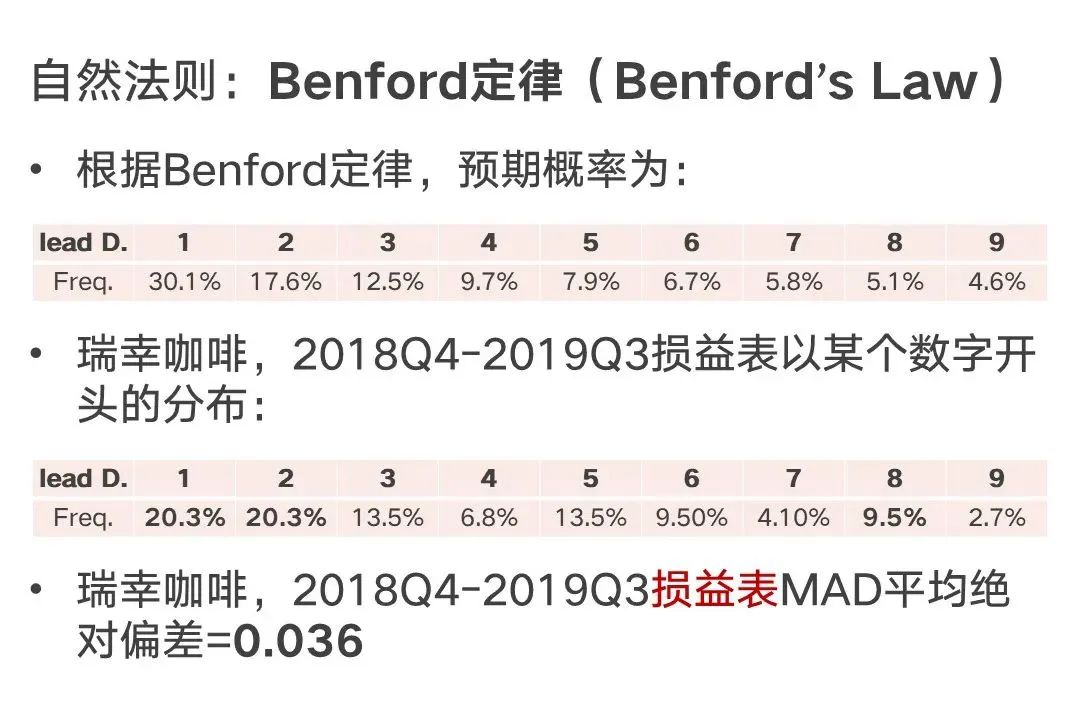 自然法则：Benford定律（Benford’s Law）
• 根据Benford定律，预期概率为：
lead D. 1 2 3 4 5 6 7 8 9
Freq. 30.1% 17.6% 12.5% 9.7% 7.9% 6.7% 5.8% 5.1% 4.6%
• 瑞幸咖啡，2018Q4-2019Q3损益表以某个数字开
头的分布：
lead D. 1 2 3 4 5 6 7 8 9
Freq. 20.3% 20.3% 13.5% 6.8% 13.5% 9.50% 4.10% 9.5% 2.7%
• 瑞幸咖啡，2018Q4-2019Q3损益表MAD平均绝
对偏差=0.036